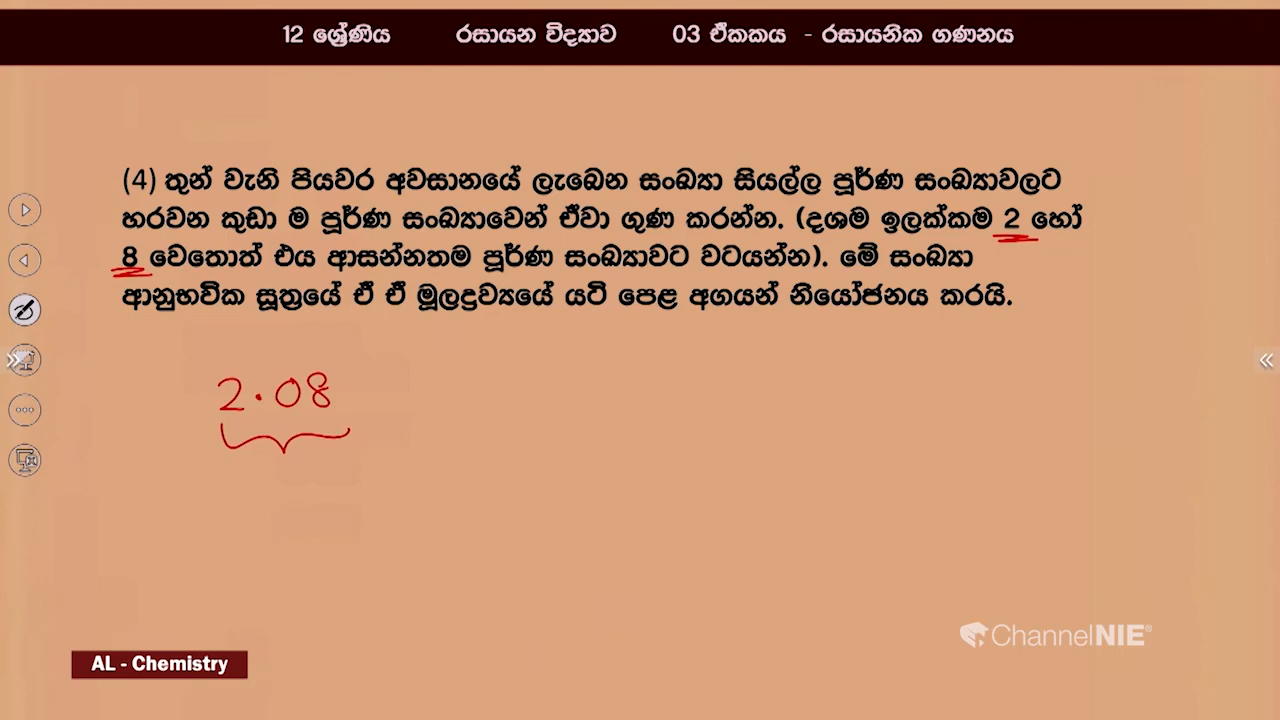 12 ශ්‍රේණිය රසායන විද්‍යාව 03 ඒකකය - රසායනික ගණනය
(4) තුන් වැනි පියවර අවසානයේ ලැබෙන සංඛ්‍යා සියල්ල පූර්ණ සංඛ්‍යාවලට
හරවන කුඩා ම පූර්ණ සංඛ්‍යාවෙන් ඒවා ගුණ කරන්න. (දශම ඉලක්කම 2 හෝ
8 වෙතොත් එය ආසන්නතම පූර්ණ සංඛ්‍යාවට වටයන්න). මේ සංඛ්‍යා
ආනුභවික සූත්‍රයේ ඒ ඒ මූලද්‍රව්‍යයේ යටි පෙළ අගයන් නියෝජනය කරයි.
2.08
ChannelNIE®
AL - Chemistry